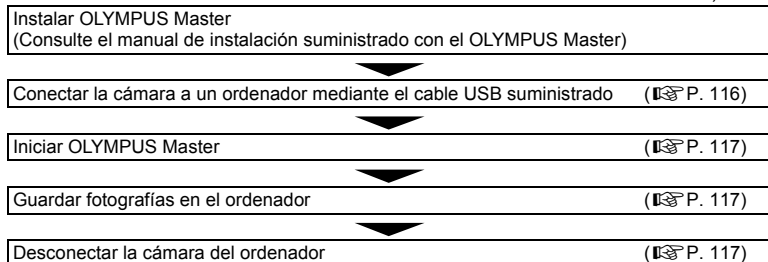 Instalar OLYMPUS Master
(Consulte el manual de instalación suministrado con el OLYMPUS Master)
Conectar la cámara a un ordenador mediante el cable USB suministrado (☞P. 116)
Iniciar OLYMPUS Master (☞P. 117)
Guardar fotografías en el ordenador (☞P. 117)
Desconectar la cámara del ordenador (☞P. 117)